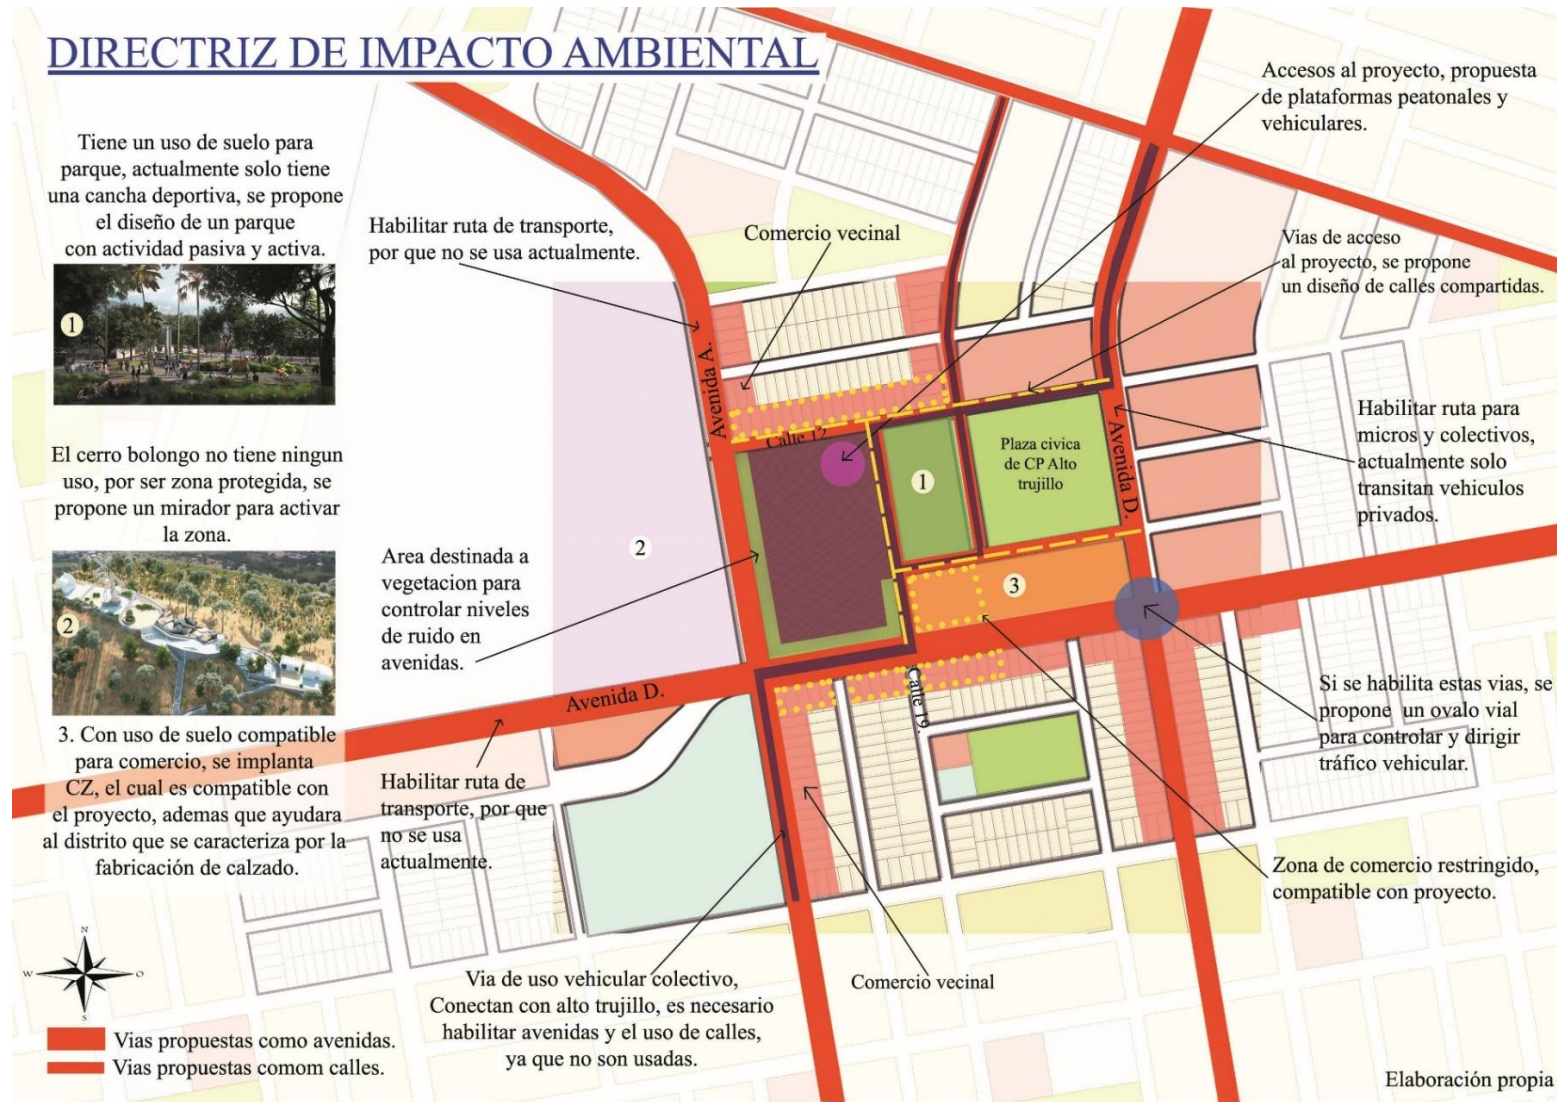 DIRECTRIZ DE IMPACTO AMBIENTAL
Tiene un uso de suelo para
parque, actualmente solo tiene
una cancha deportiva, se propone
el diseño de un parque
con actividad pasiva y activa.
1
El cerro bolongo no tiene ningun
uso, por ser zona protegida, se
propone un mirador para activar
la zona.
2
3. Con uso de suelo compatible
para comercio, se implanta
CZ, el cual es compatible con
el proyecto, ademas que ayudara
al distrito que se caracteriza por la
fabricación de calzado.
Habilitar ruta de transporte,
por que no se usa actualmente.
Comercio vecinal
Accesos al proyecto, propuesta
de plataformas peatonales y
vehiculares.
Vias de acceso
al proyecto, se propone
un diseño de calles compartidas.
Habilitar ruta para
micros y colectivos,
actualmente solo
transitan vehiculos
privados.
Avenida A.
Calle 12
Plaza civica
de CP Alto
trujillo
Avenida D.
1
2
3
Area destinada a
vegetacion para
controlar niveles
de ruido en
avenidas.
Avenida D.
Calle 19.
Habilitar ruta de
transporte, por que
no se usa
actualmente.
Si se habilita estas vias, se
propone un ovalo vial
para controlar y dirigir
tráfico vehicular.
Zona de comercio restringido,
compatible con proyecto.
Via de uso vehicular colectivo,
Conectan con alto trujillo, es necesario
habilitar avenidas y el uso de calles,
ya que no son usadas.
Comercio vecinal
N
W
O
S
Vias propuestas como avenidas.
Vias propuestas comom calles.
Elaboración propia